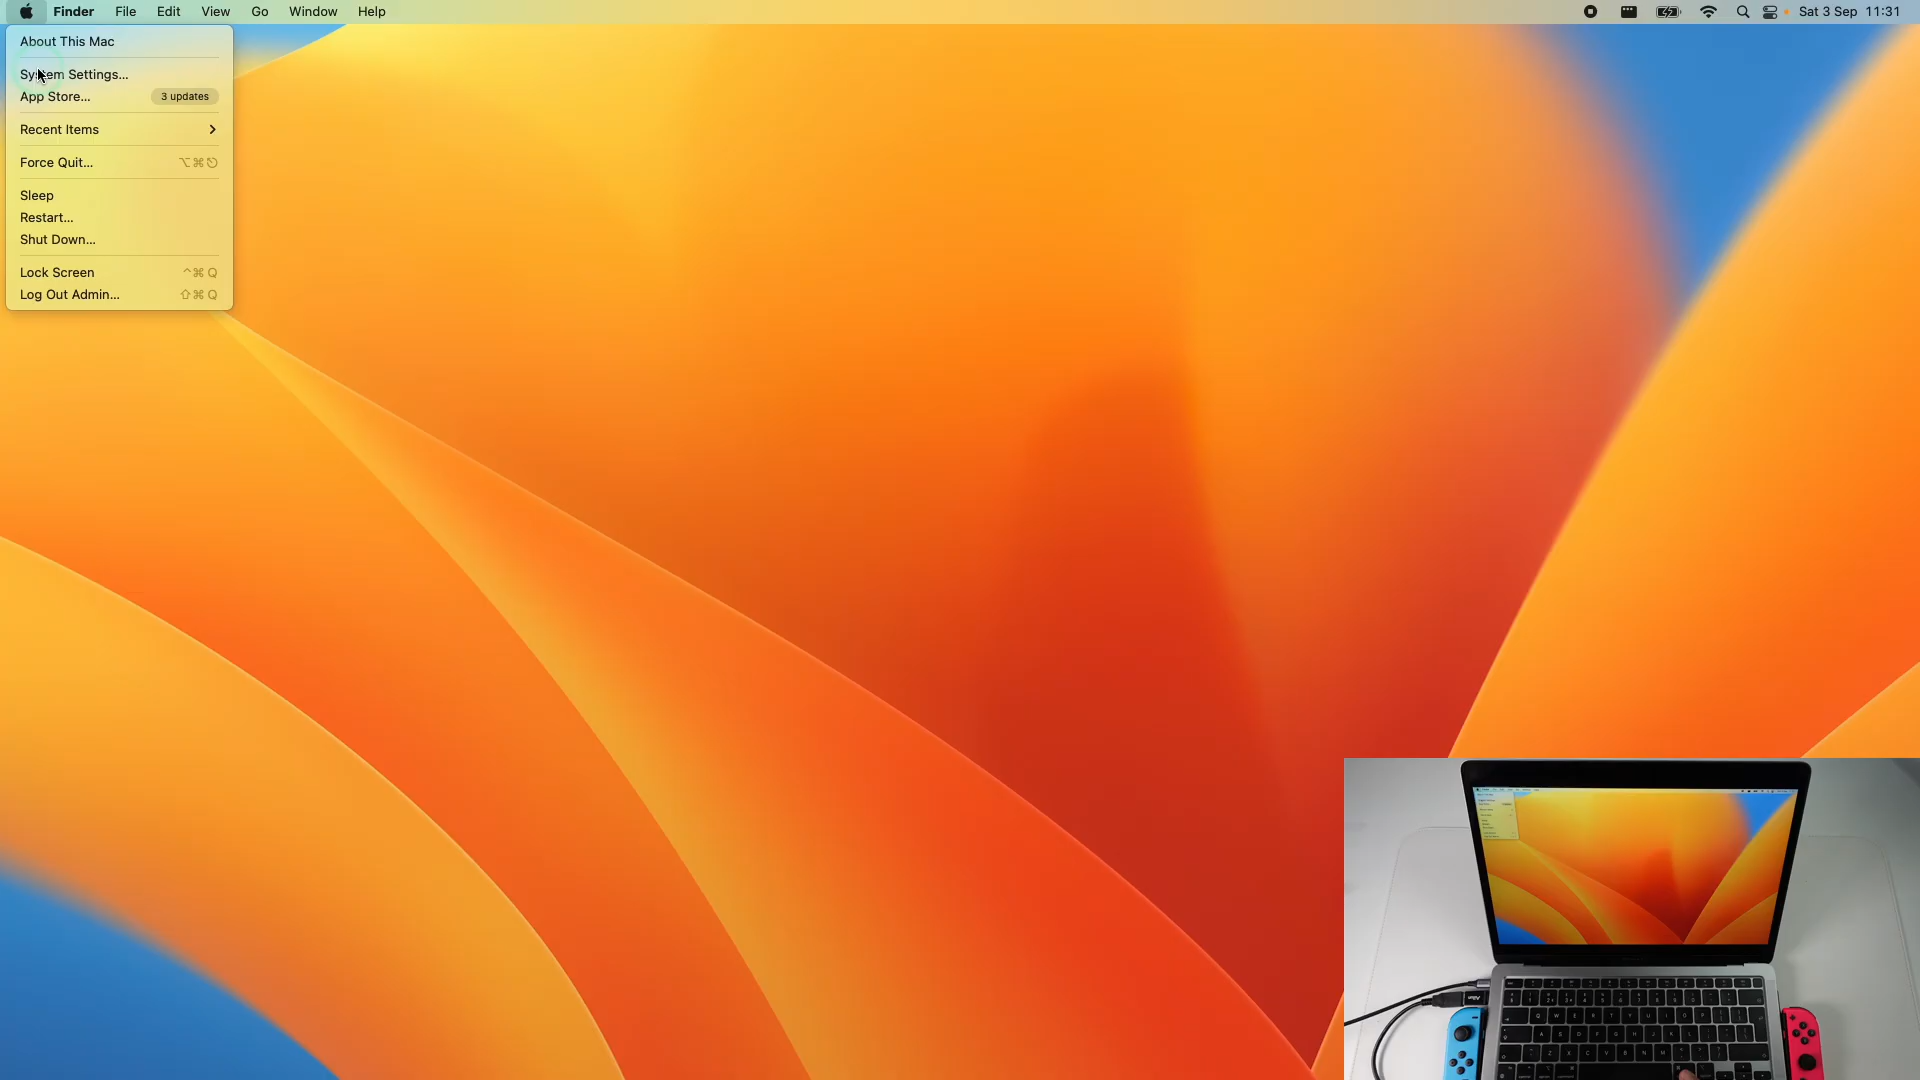 Finder File Edit View Go Window Help Sat 3 Sep 11:31
About This Mac
System Settings...
App Store... 3 updates
Recent Items
Force Quit... ⌥⌘⎋
Sleep
Restart...
Shut Down...
Lock Screen ^⌘Q
Log Out Admin... ⇧⌘Q